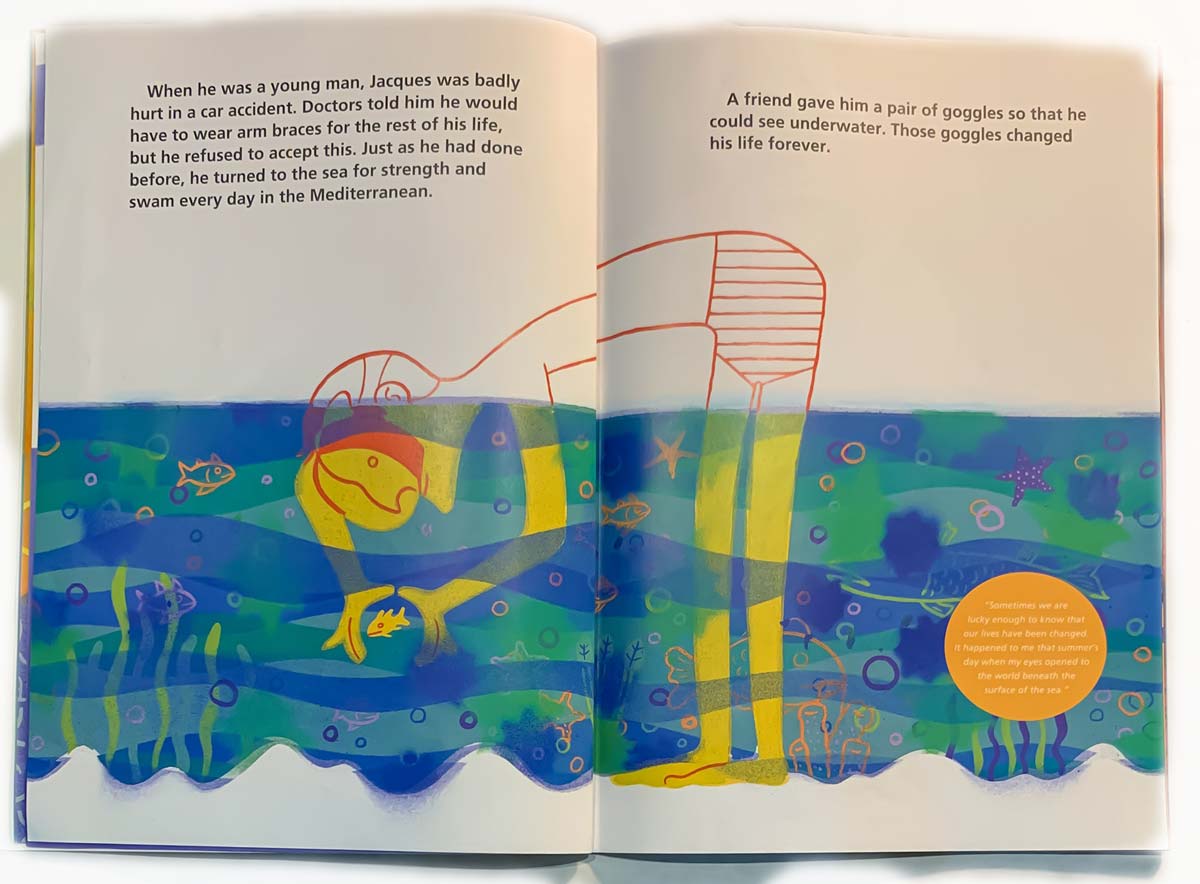 When he was a young man, Jacques was badly
hurt in a car accident. Doctors told him he would
have to wear arm braces for the rest of his life,
but he refused to accept this. Just as he had done
before, he turned to the sea for strength and
swam every day in the Mediterranean.
A friend gave him a pair of goggles so that he
could see underwater. Those goggles changed
his life forever.
"Sometimes we are
lucky enough to know that
our lives have been changed.
It happened to me that summer's
day when my eyes opened to
the world beneath the
surface of the sea."